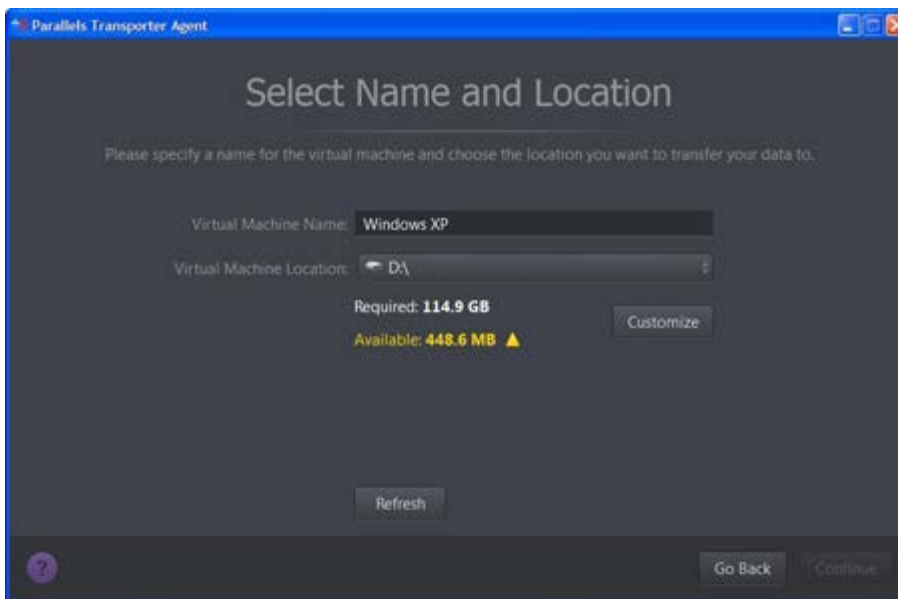 Parallels Transporter Agent
Select Name and Location
Please specify a name for the virtual machine and choose the location you want to transfer your data to.
Virtual Machine Name: Windows XP
Virtual Machine Location: D:\
Required: 114.9 GB
Customize
Available: 448.6 MB
Refresh
?
Go Back
Continue